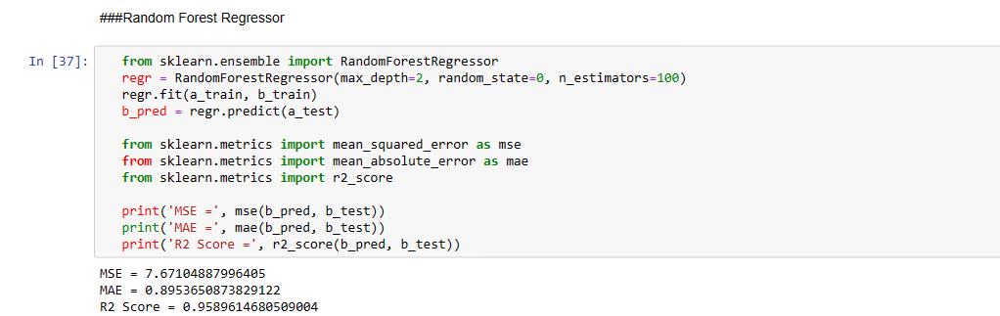 ###Random Forest Regressor
In [37]:
from sklearn.ensemble import RandomForestRegressor
regr = RandomForestRegressor(max_depth=2, random_state=0, n_estimators=100)
regr.fit(a_train, b_train)
b_pred = regr.predict(a_test)
from sklearn.metrics import mean_squared_error as mse
from sklearn.metrics import mean_absolute_error as mae
from sklearn.metrics import r2_score
print('MSE =', mse(b_pred, b_test))
print('MAE =', mae(b_pred, b_test))
print('R2 Score =', r2_score(b_pred, b_test))
MSE = 7.67104887996405
MAE = 0.8953650873829122
R2 Score = 0.9589614680509004